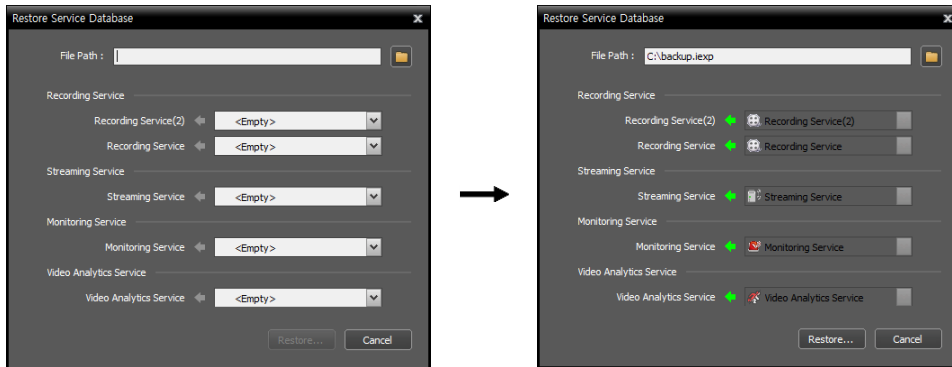 Restore Service Database x
File Path :
Recording Service
Recording Service(2) <Empty>
Recording Service <Empty>
Streaming Service
Streaming Service <Empty>
Monitoring Service
Monitoring Service <Empty>
Video Analytics Service
Video Analytics Service <Empty>
Restore... Cancel
Restore Service Database x
File Path : C:\backup.iexp
Recording Service
Recording Service(2) Recording Service(2)
Recording Service Recording Service
Streaming Service
Streaming Service Streaming Service
Monitoring Service
Monitoring Service Monitoring Service
Video Analytics Service
Video Analytics Service Video Analytics Service
Restore... Cancel